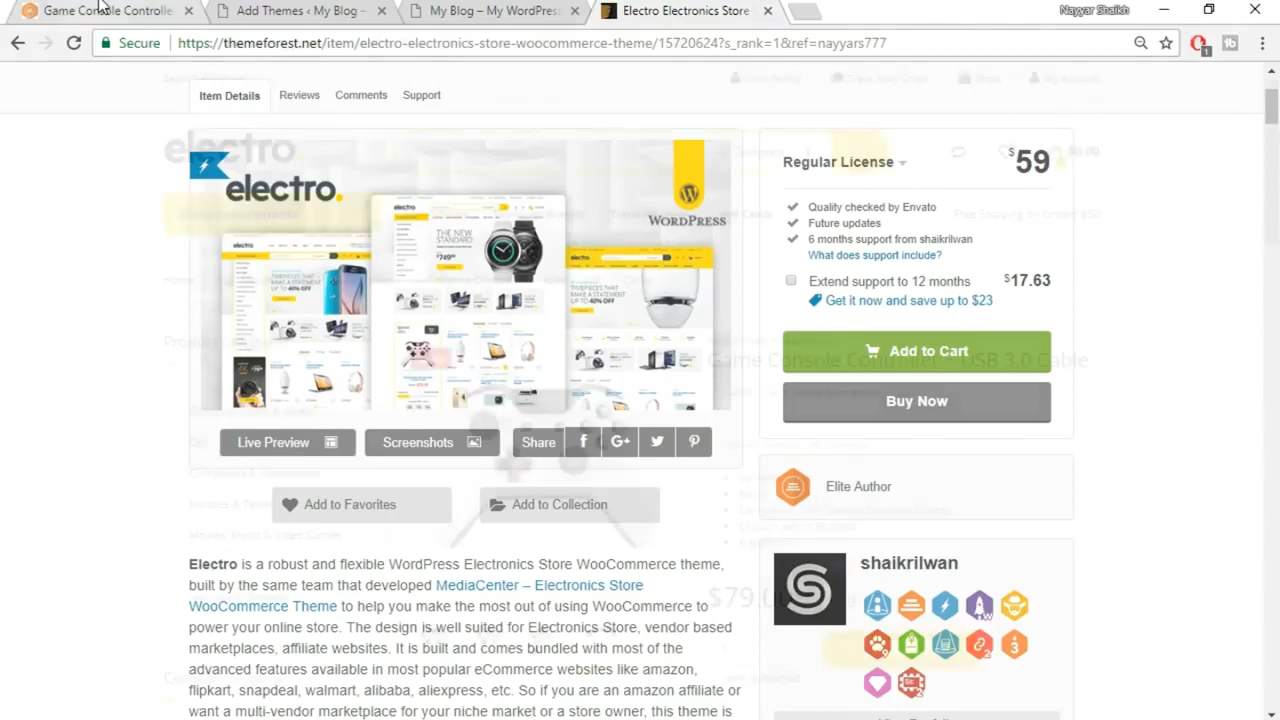 Game Console Controlle
Add Themes ‹ My Blog –
My Blog – My WordPress
Electro Electronics Store
Nayyar Shaikh
Secure
https://themeforest.net/item/electro-electronics-store-woocommerce-theme/15720624?s_rank=1&ref=nayyars777
Item Details
Reviews
Comments
Support
electro
electro.
WORDPRESS
THE NEW
STANDARD
Regular License
$59
Quality checked by Envato
Future updates
6 months support from shaikrilwan
What does support include?
Extend support to 12 months
$17.63
Get it now and save up to $23
Add to Cart
Game Console Controller
USB 3.0 Cable
Buy Now
Live Preview
Screenshots
Share
Add to Favorites
Add to Collection
Elite Author
Electro is a robust and flexible WordPress Electronics Store WooCommerce theme,
built by the same team that developed MediaCenter – Electronics Store
WooCommerce Theme to help you make the most out of using WooCommerce to
power your online store. The design is well suited for Electronics Store, vendor based
marketplaces, affiliate websites. It is built and comes bundled with most of the
advanced features available in most popular eCommerce websites like amazon,
flipkart, snapdeal, walmart, alibaba, aliexpress, etc. So if you are an amazon affiliate or
want a multi-vendor marketplace for your niche market or a store owner, this theme is
shaikrilwan